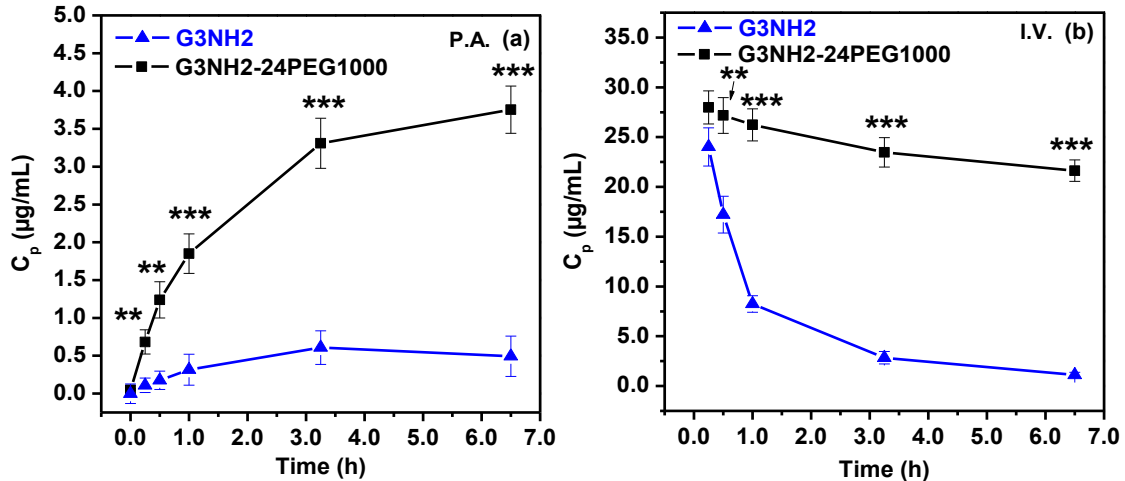 5.0
4.5
4.0
3.5
3.0
2.5
2.0
1.5
1.0
0.5
0.0
Cp (µg/mL)
G3NH2
G3NH2-24PEG1000
P.A. (a)
**
**
***
***
***
0.0 1.0 2.0 3.0 4.0 5.0 6.0 7.0
Time (h)
35.0
30.0
25.0
20.0
15.0
10.0
5.0
0.0
Cp (µg/mL)
G3NH2
G3NH2-24PEG1000
I.V. (b)
**
***
***
***
0.0 1.0 2.0 3.0 4.0 5.0 6.0 7.0
Time (h)